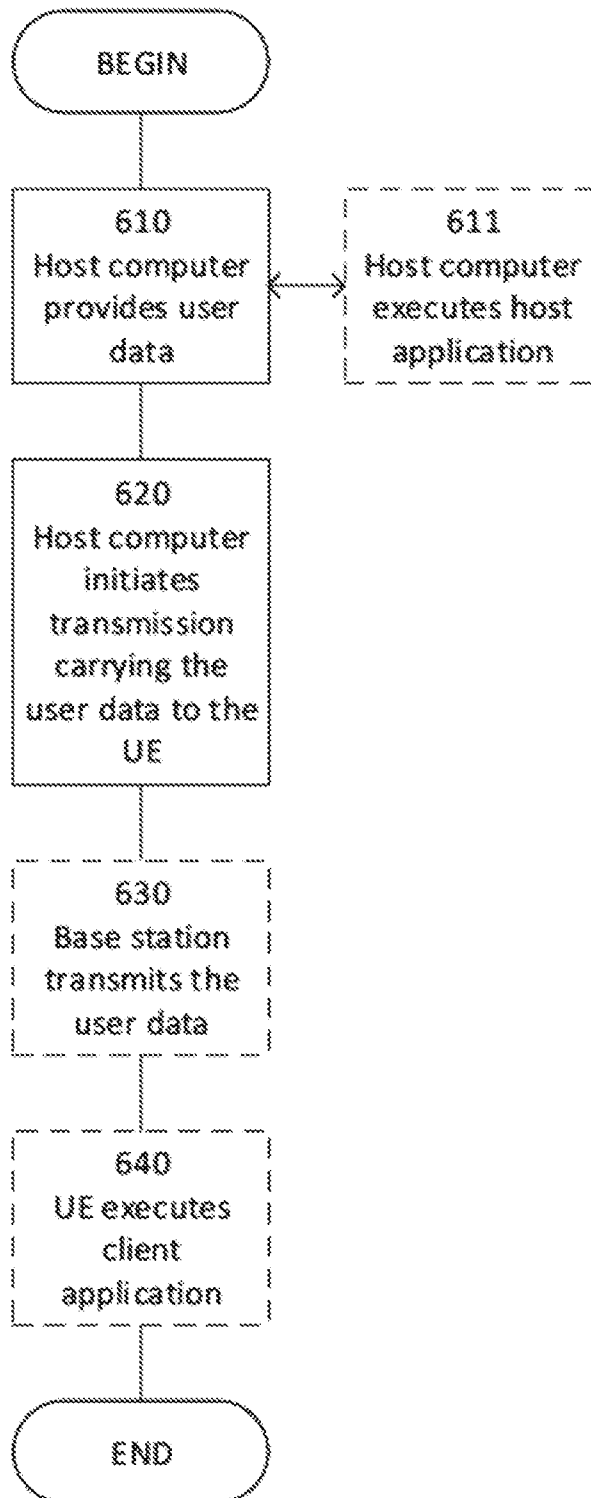 BEGIN
610
Host computer
provides user
data
611
Host computer
executes host
application
620
Host computer
initiates
transmission
carrying the
user data to the
UE
630
Base station
transmits the
user data
640
UE executes
client
application
END